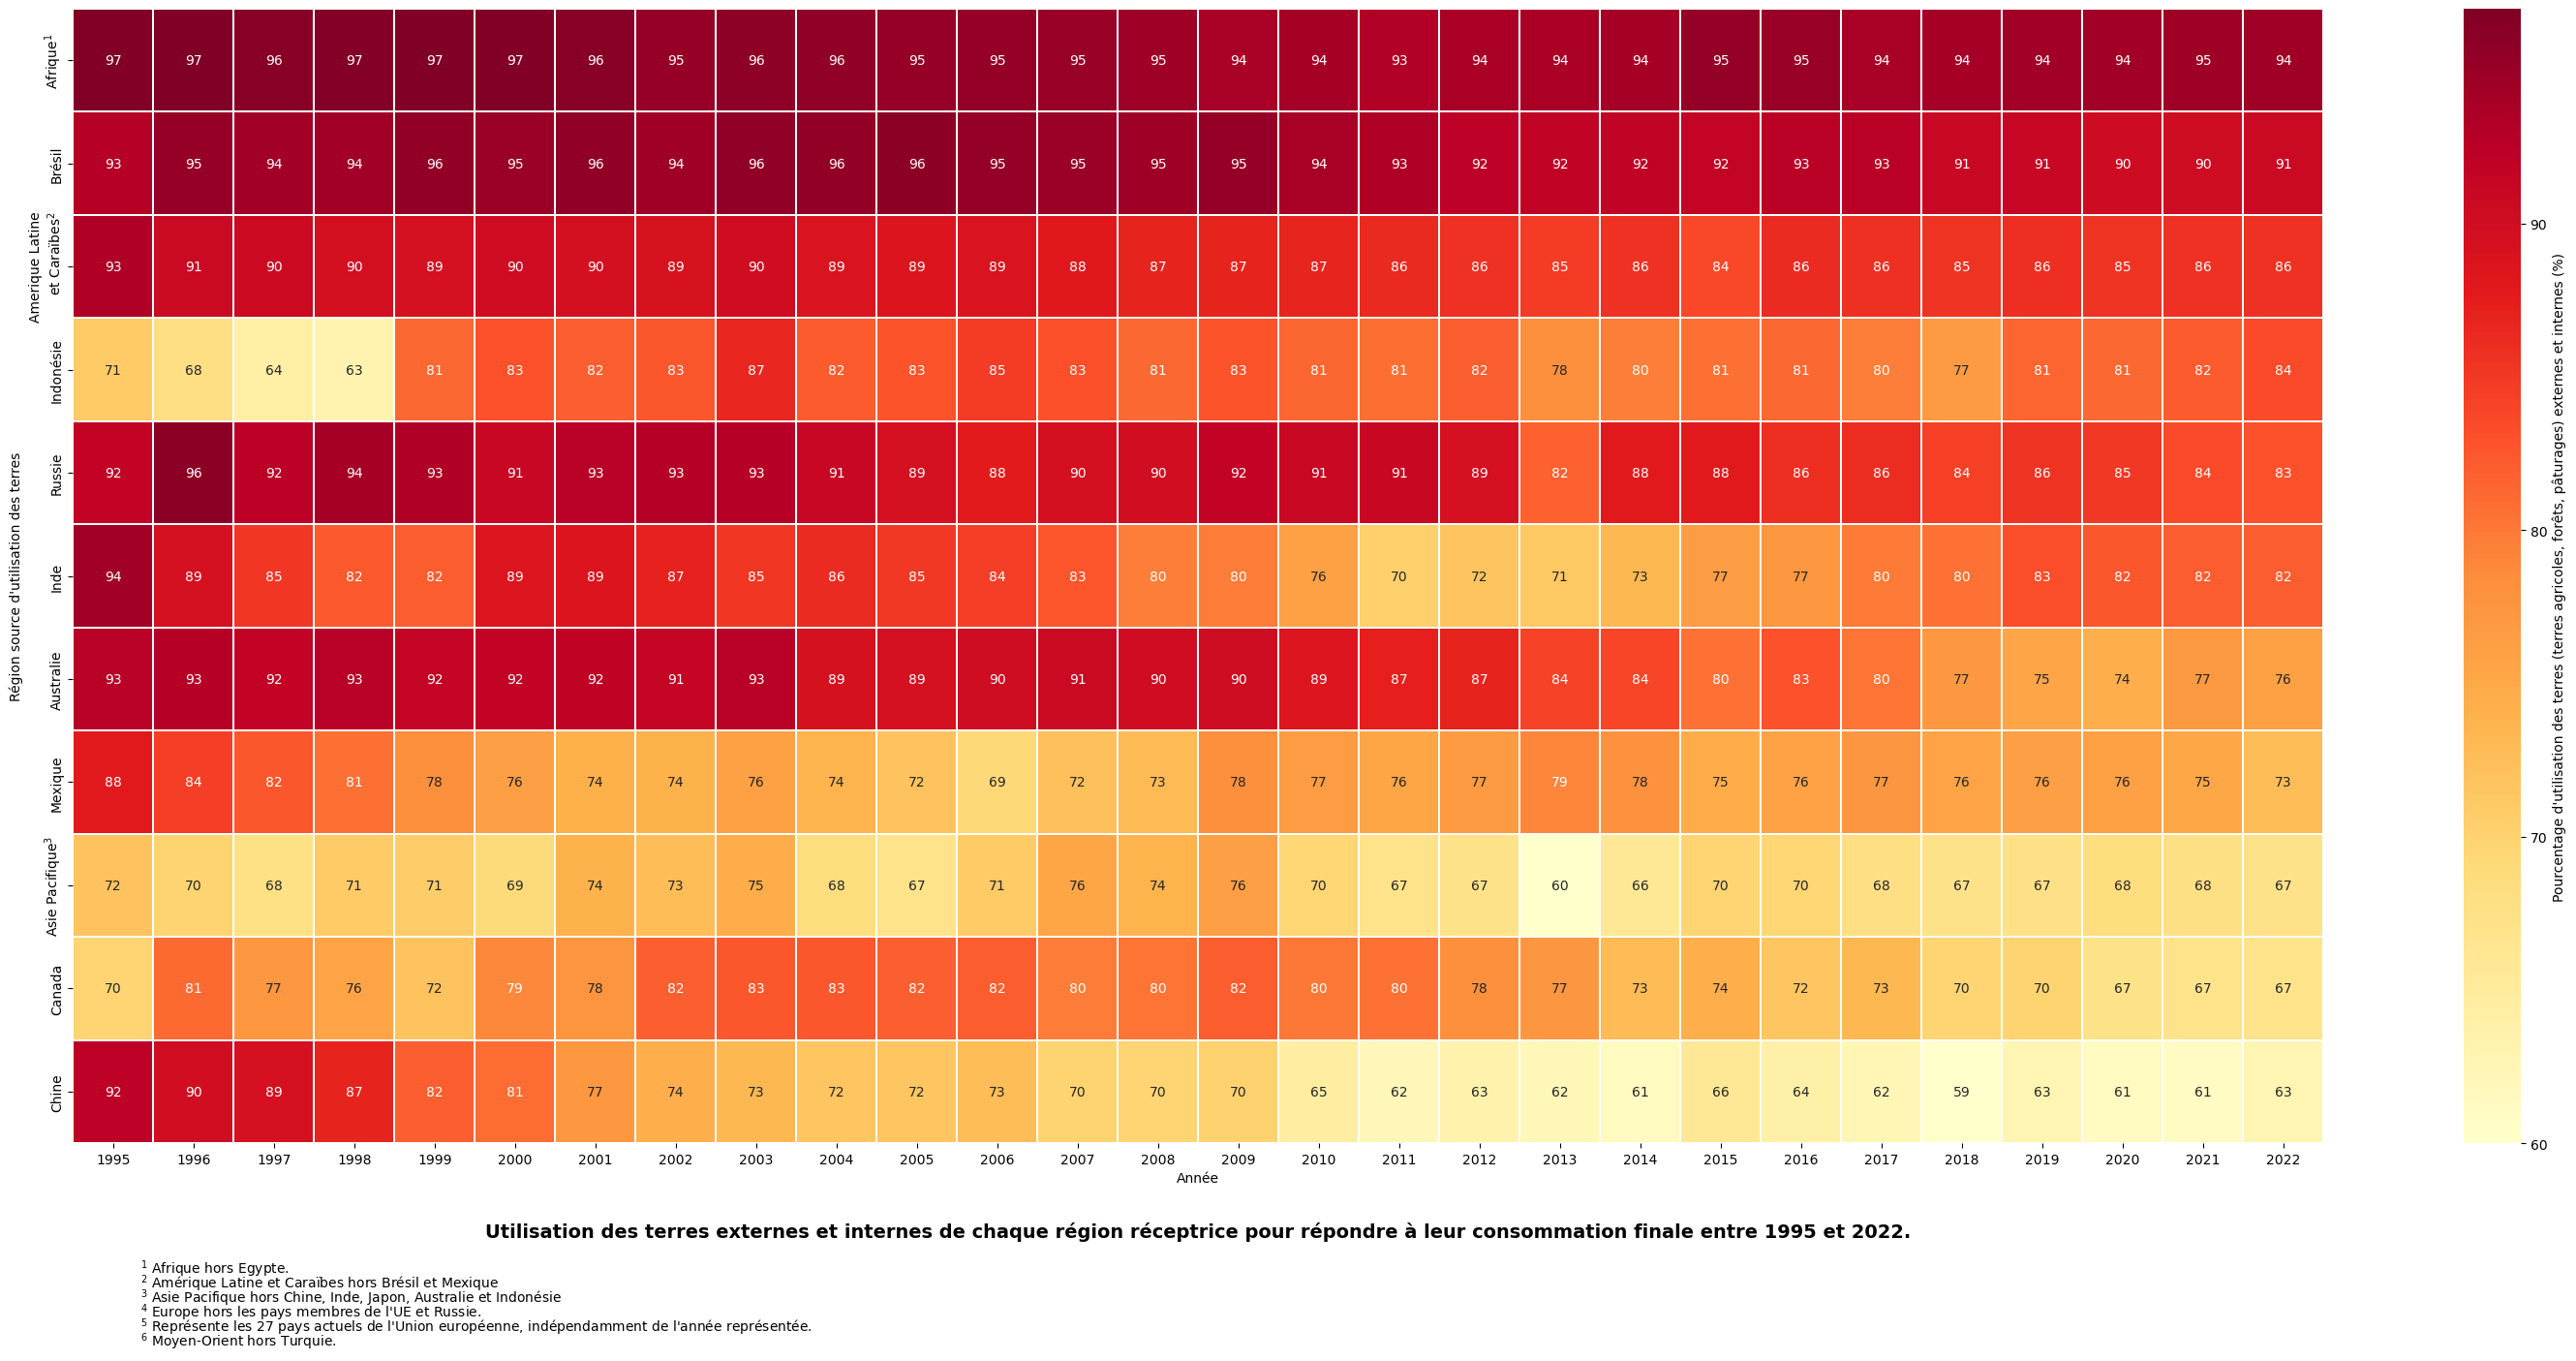 Région source d'utilisation des terres
Afrique¹ 97 97 96 97 97 97 96 95 96 96 95 95 95 95 94 94 93 94 94 94 95 95 94 94 94 94 95 94
Brésil 93 95 94 94 96 95 96 94 96 96 96 95 95 95 95 94 93 92 92 92 92 93 93 91 91 90 90 91
Amerique Latine
et Caraïbes² 93 91 90 90 89 90 90 89 90 89 89 89 88 87 87 87 86 86 85 86 84 86 86 85 86 85 86 86
Indonésie 71 68 64 63 81 83 82 83 87 82 83 85 83 81 83 81 81 82 78 80 81 81 80 77 81 81 82 84
Russie 92 96 92 94 93 91 93 93 93 91 89 88 90 90 92 91 91 89 82 88 88 86 86 84 86 85 84 83
Inde 94 89 85 82 82 89 89 87 85 86 85 84 83 80 80 76 70 72 71 73 77 77 80 80 83 82 82 82
Australie 93 93 92 93 92 92 92 91 93 89 89 90 91 90 90 89 87 87 84 84 80 83 80 77 75 74 77 76
Mexique 88 84 82 81 78 76 74 74 76 74 72 69 72 73 78 77 76 77 79 78 75 76 77 76 76 76 75 73
Asie Pacifique³ 72 70 68 71 71 69 74 73 75 68 67 71 76 74 76 70 67 67 60 66 70 70 68 67 67 68 68 67
Canada 70 81 77 76 72 79 78 82 83 83 82 82 80 80 82 80 80 78 77 73 74 72 73 70 70 67 67 67
Chine 92 90 89 87 82 81 77 74 73 72 72 73 70 70 70 65 62 63 62 61 66 64 62 59 63 61 61 63
1995 1996 1997 1998 1999 2000 2001 2002 2003 2004 2005 2006 2007 2008 2009 2010 2011 2012 2013 2014 2015 2016 2017 2018 2019 2020 2021 2022
Année
90
80
70
60
Pourcentage d'utilisation des terres (terres agricoles, forêts, pâturages) externes et internes (%)
Utilisation des terres externes et internes de chaque région réceptrice pour répondre à leur consommation finale entre 1995 et 2022.
¹ Afrique hors Egypte.
² Amérique Latine et Caraïbes hors Brésil et Mexique
³ Asie Pacifique hors Chine, Inde, Japon, Australie et Indonésie
⁴ Europe hors les pays membres de l'UE et Russie.
⁵ Représente les 27 pays actuels de l'Union européenne, indépendamment de l'année représentée.
⁶ Moyen-Orient hors Turquie.